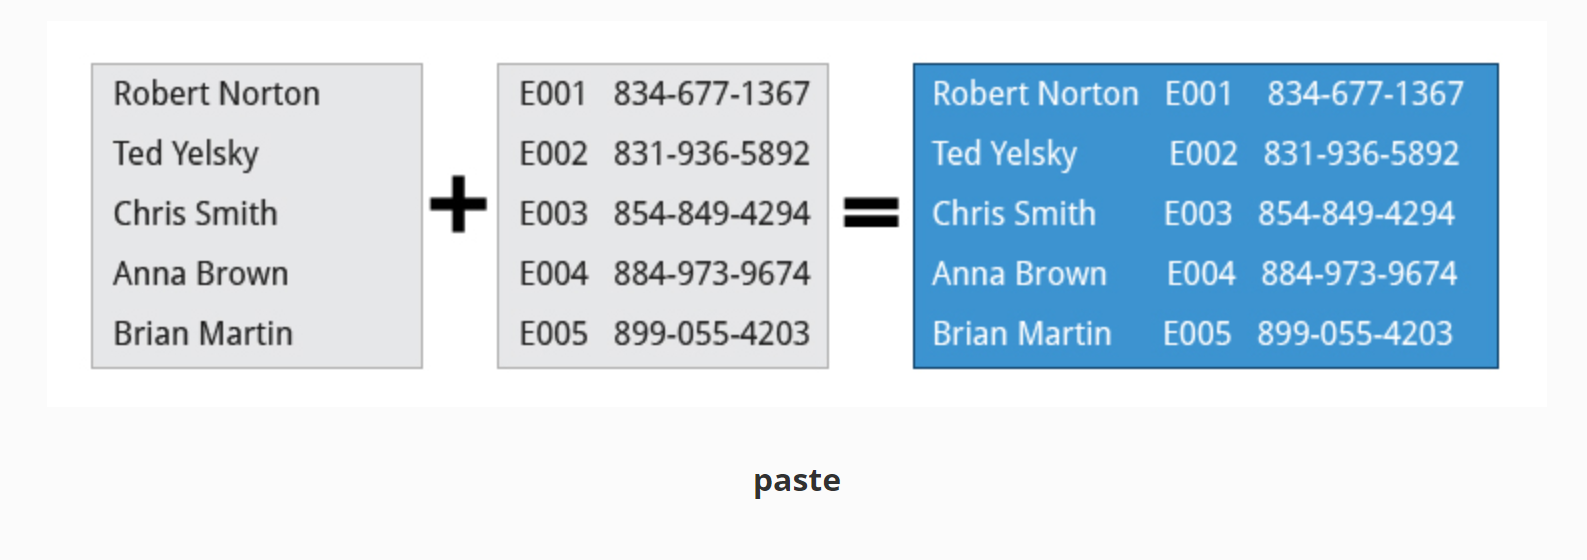 Robert Norton
Ted Yelsky
Chris Smith
Anna Brown
Brian Martin
+
E001 834-677-1367
E002 831-936-5892
E003 854-849-4294
E004 884-973-9674
E005 899-055-4203
=
Robert Norton E001 834-677-1367
Ted Yelsky E002 831-936-5892
Chris Smith E003 854-849-4294
Anna Brown E004 884-973-9674
Brian Martin E005 899-055-4203
paste